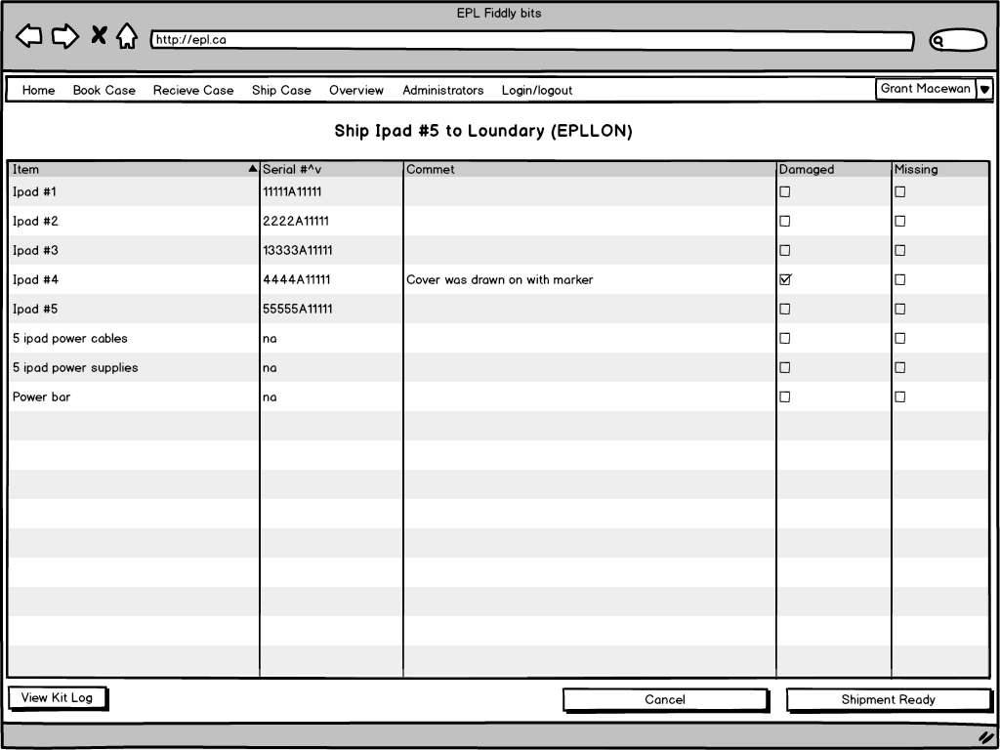 EPL Fiddly bits
http://epl.ca
Home Book Case Recieve Case Ship Case Overview Administrators Login/logout Grant Macewan
Ship Ipad #5 to Loundary (EPLLON)
Item Serial #^v Commet Damaged Missing
Ipad #1 11111A11111
Ipad #2 2222A11111
Ipad #3 13333A11111
Ipad #4 4444A11111 Cover was drawn on with marker
Ipad #5 55555A11111
5 ipad power cables na
5 ipad power supplies na
Power bar na
View Kit Log Cancel Shipment Ready